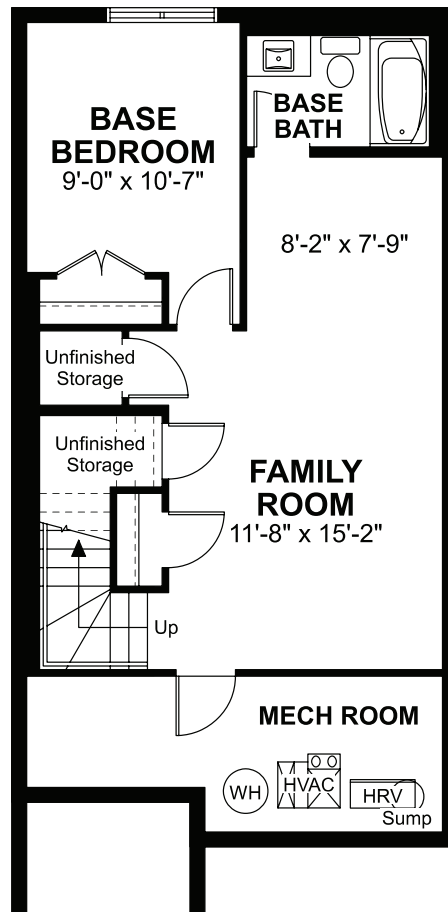 BASE
BEDROOM
9'-0" x 10'-7"
BASE
BATH
8'-2" x 7'-9"
Unfinished
Storage
Unfinished
Storage
FAMILY
ROOM
11'-8" x 15'-2"
Up
MECH ROOM
WH
HVAC
HRV
Sump